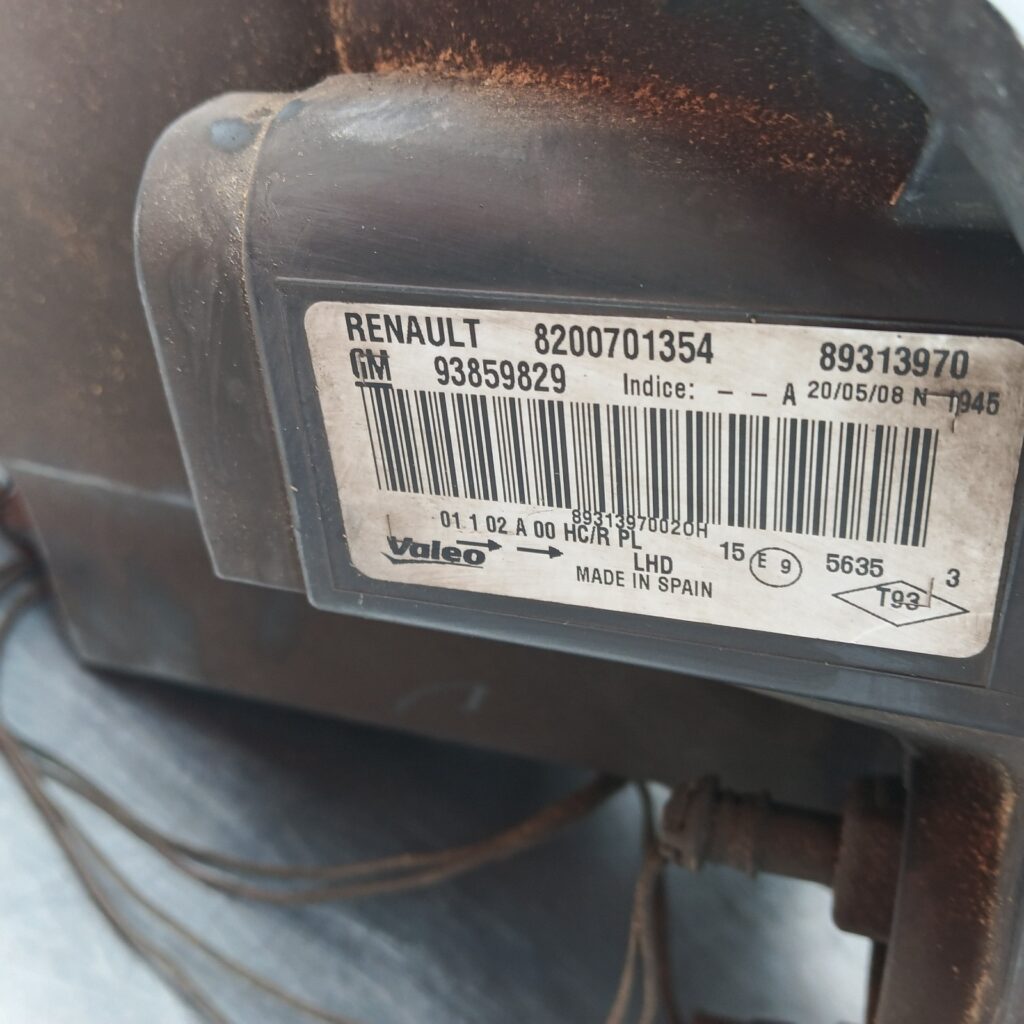 RENAULT 8200701354 89313970
GM 93859829 Indice: - - A 20/05/08 N 1945
89313970020H
01 1 02 A 00 HC/R PL 15 E 9 5635 3
Valeo LHD T93
MADE IN SPAIN